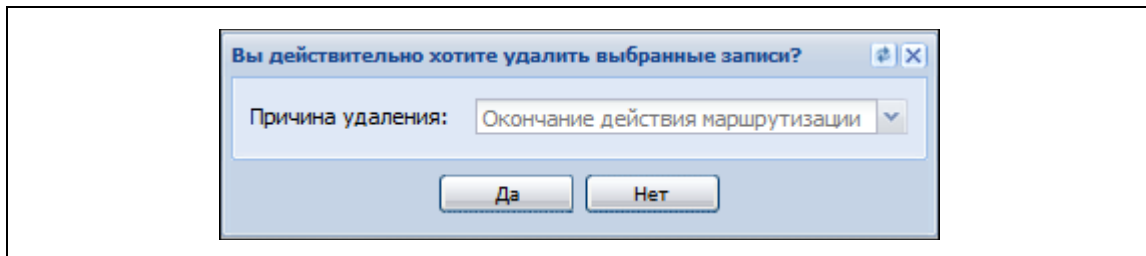 Вы действительно хотите удалить выбранные записи?
Причина удаления: Окончание действия маршрутизации
Да Нет